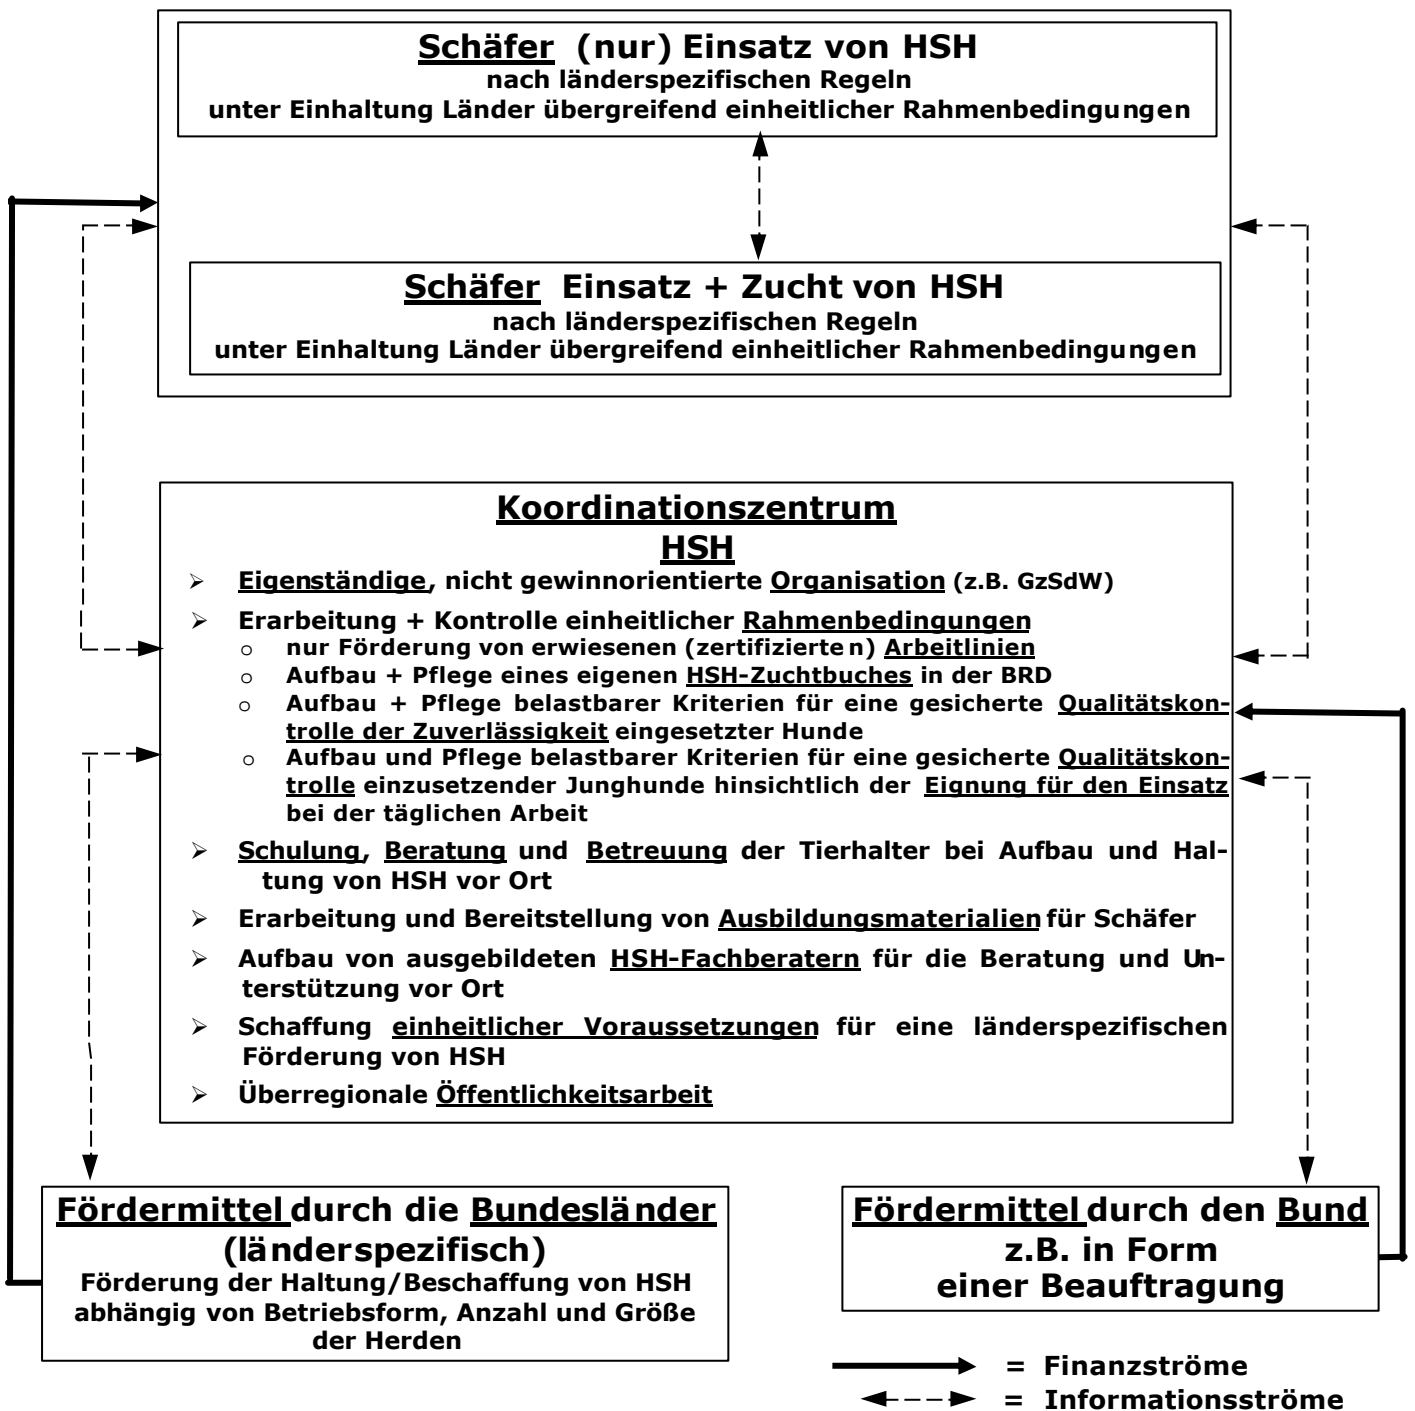 Schäfer (nur) Einsatz von HSH
nach länderspezifischen Regeln
unter Einhaltung Länder übergreifend einheitlicher Rahmenbedingungen
Schäfer Einsatz + Zucht von HSH
nach länderspezifischen Regeln
unter Einhaltung Länder übergreifend einheitlicher Rahmenbedingungen
Koordinationszentrum
HSH
➢ Eigenständige, nicht gewinnorientierte Organisation (z.B. GzSdW)
➢ Erarbeitung + Kontrolle einheitlicher Rahmenbedingungen
o nur Förderung von erwiesenen (zertifizierten) Arbeitlinien
o Aufbau + Pflege eines eigenen HSH-Zuchtbuches in der BRD
o Aufbau + Pflege belastbarer Kriterien für eine gesicherte Qualitätskon-
trolle der Zuverlässigkeit eingesetzter Hunde
o Aufbau und Pflege belastbarer Kriterien für eine gesicherte Qualitätskon-
trolle einzusetzender Junghunde hinsichtlich der Eignung für den Einsatz
bei der täglichen Arbeit
➢ Schulung, Beratung und Betreuung der Tierhalter bei Aufbau und Hal-
tung von HSH vor Ort
➢ Erarbeitung und Bereitstellung von Ausbildungsmaterialien für Schäfer
➢ Aufbau von ausgebildeten HSH-Fachberatern für die Beratung und Un-
terstützung vor Ort
➢ Schaffung einheitlicher Voraussetzungen für eine länderspezifischen
Förderung von HSH
➢ Überregionale Öffentlichkeitsarbeit
Fördermittel durch die Bundesländer
(länderspezifisch)
Förderung der Haltung/Beschaffung von HSH
abhängig von Betriebsform, Anzahl und Größe
der Herden
Fördermittel durch den Bund
z.B. in Form
einer Beauftragung
= Finanzströme
= Informationsströme